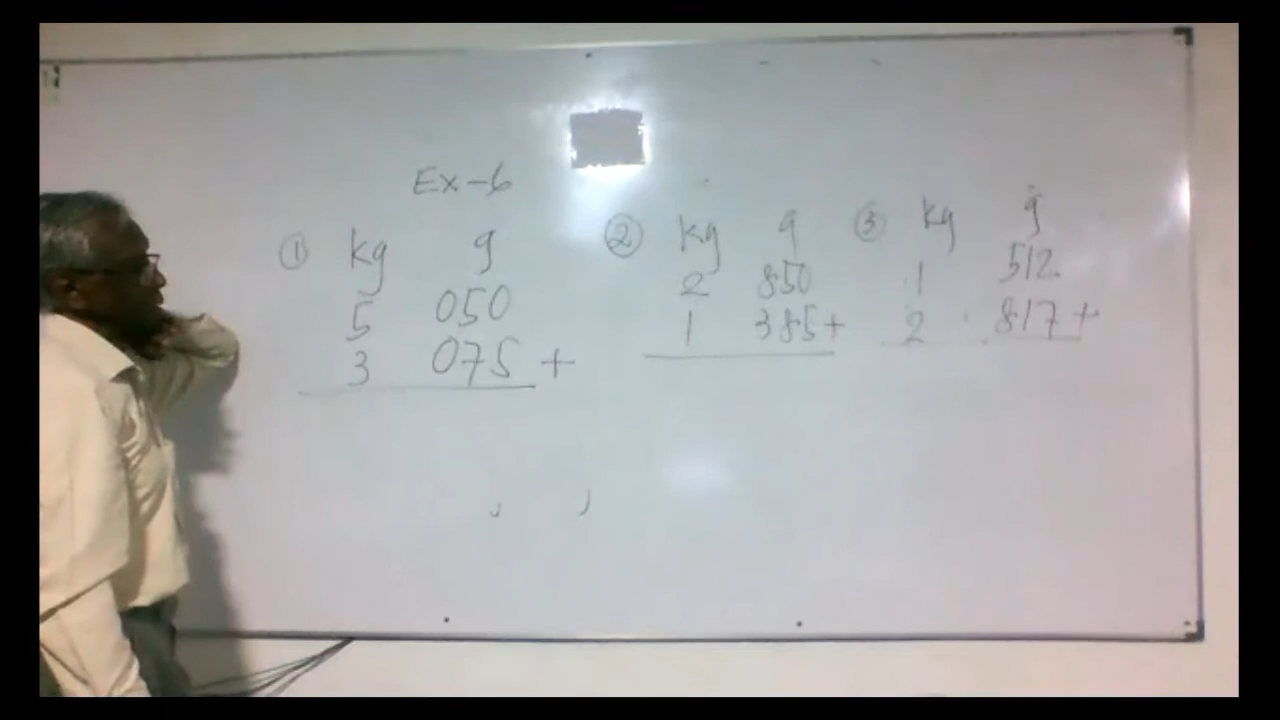 Ex-6
① kg g
5 050
3 075 +
② kg g
2 850
1 385+
③ kg g
1 512
2 817+